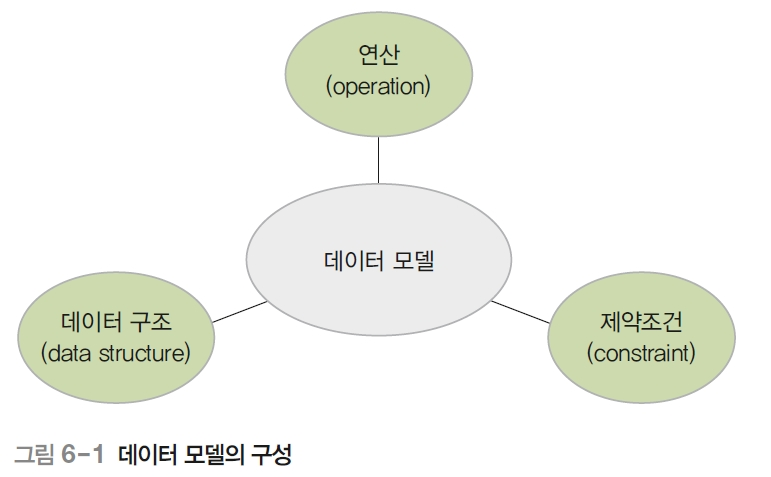 연산
(operation)
데이터 모델
데이터 구조
(data structure)
제약조건
(constraint)
그림 6-1 데이터 모델의 구성